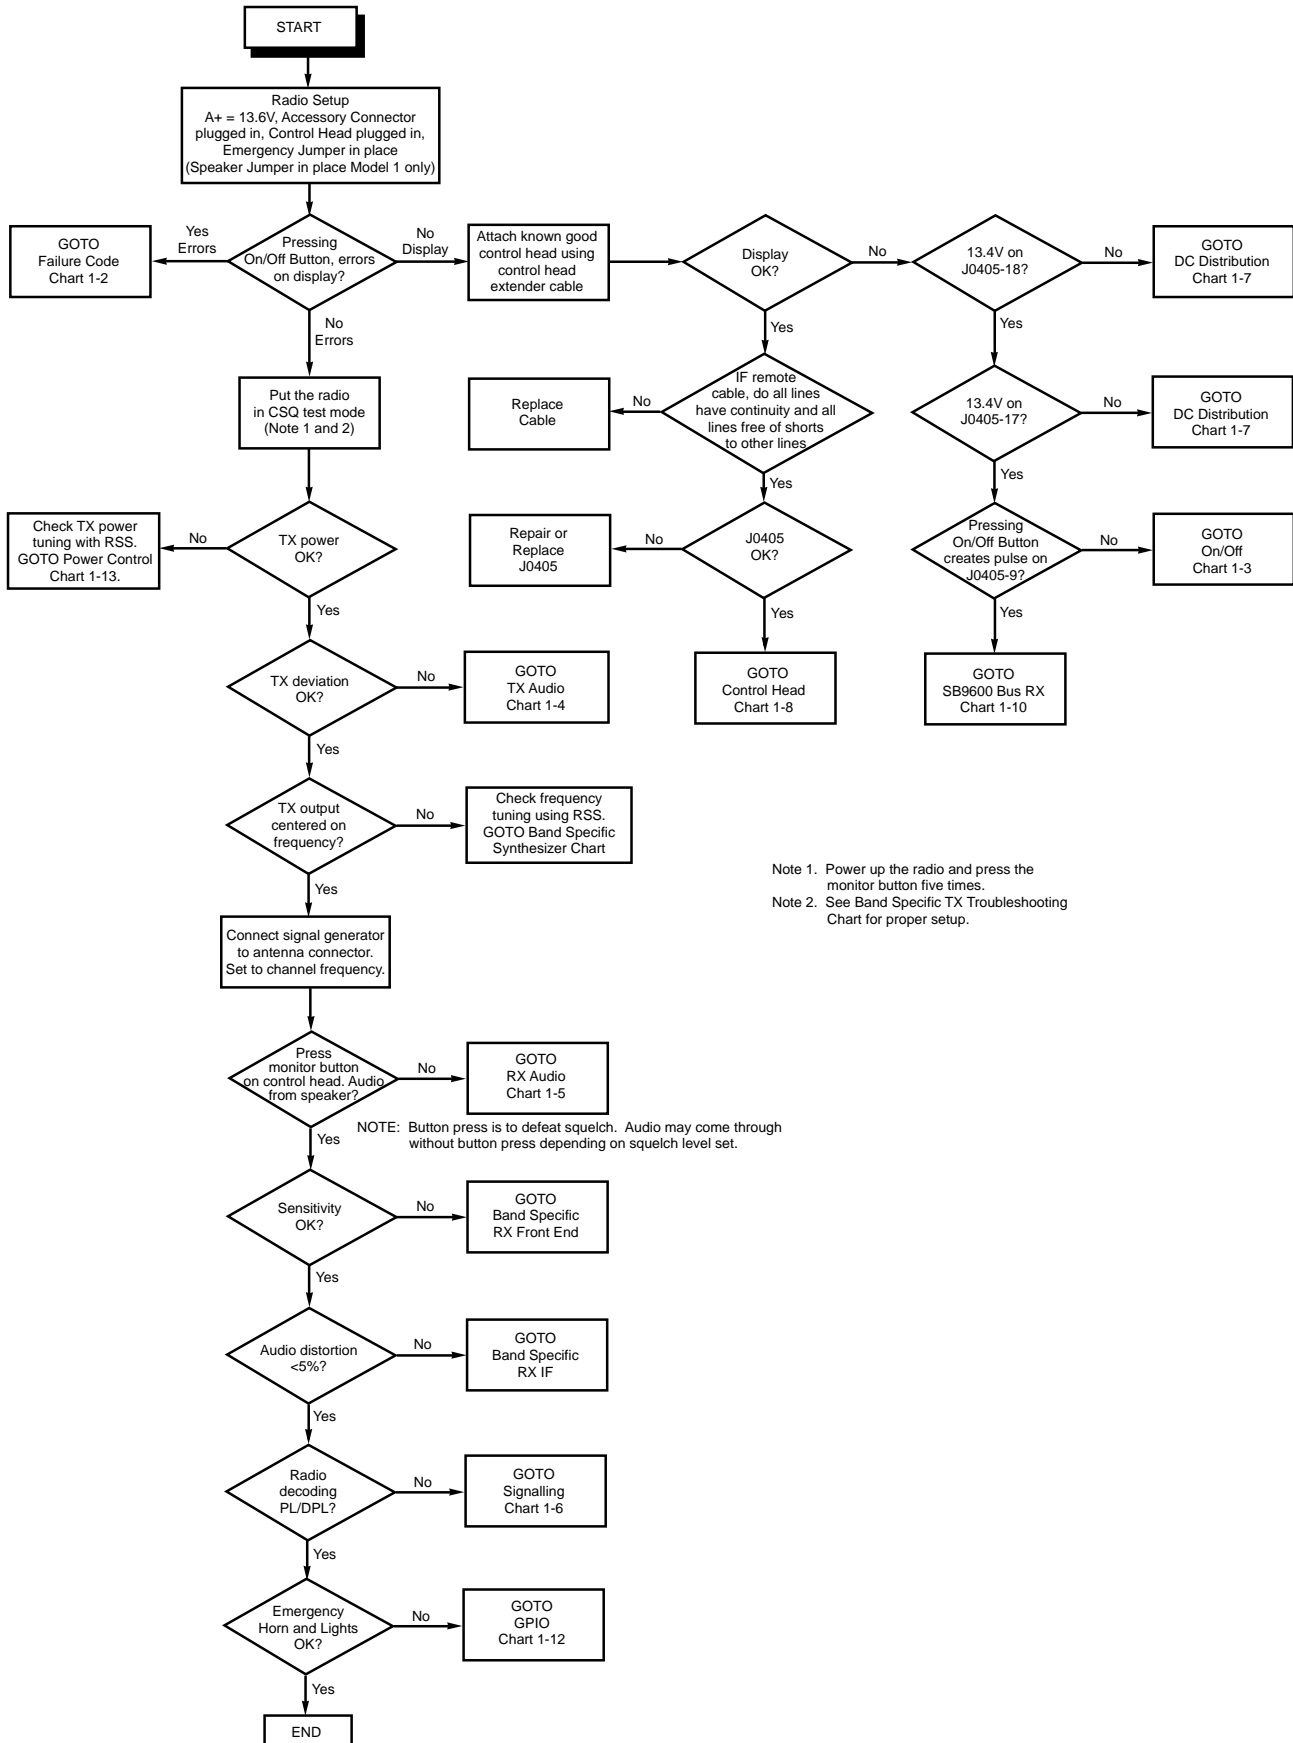 START
Radio Setup
A+ = 13.6V, Accessory Connector
plugged in, Control Head plugged in,
Emergency Jumper in place
(Speaker Jumper in place Model 1 only)
GOTO
Failure Code
Chart 1-2
Yes
Errors
Pressing
On/Off Button, errors
on display?
No
Display
Attach known good
control head using
control head
extender cable
Display
OK?
No
13.4V on
J0405-18?
No
GOTO
DC Distribution
Chart 1-7
No
Errors
Yes
Yes
Put the radio
in CSQ test mode
(Note 1 and 2)
Replace
Cable
No
IF remote
cable, do all lines
have continuity and all
lines free of shorts
to other lines
13.4V on
J0405-17?
No
GOTO
DC Distribution
Chart 1-7
Yes
Yes
Check TX power
tuning with RSS.
GOTO Power Control
Chart 1-13.
No
TX power
OK?
Repair or
Replace
J0405
No
J0405
OK?
Pressing
On/Off Button
creates pulse on
J0405-9?
No
GOTO
On/Off
Chart 1-3
Yes
Yes
Yes
TX deviation
OK?
No
GOTO
TX Audio
Chart 1-4
GOTO
Control Head
Chart 1-8
GOTO
SB9600 Bus RX
Chart 1-10
Yes
TX output
centered on
frequency?
No
Check frequency
tuning using RSS.
GOTO Band Specific
Synthesizer Chart
Note 1. Power up the radio and press the
monitor button five times.
Note 2. See Band Specific TX Troubleshooting
Chart for proper setup.
Yes
Connect signal generator
to antenna connector.
Set to channel frequency.
Press
monitor button
on control head. Audio
from speaker?
No
GOTO
RX Audio
Chart 1-5
NOTE: Button press is to defeat squelch. Audio may come through
without button press depending on squelch level set.
Yes
Sensitivity
OK?
No
GOTO
Band Specific
RX Front End
Yes
Audio distortion
<5%?
No
GOTO
Band Specific
RX IF
Yes
Radio
decoding
PL/DPL?
No
GOTO
Signalling
Chart 1-6
Yes
Emergency
Horn and Lights
OK?
No
GOTO
GPIO
Chart 1-12
Yes
END